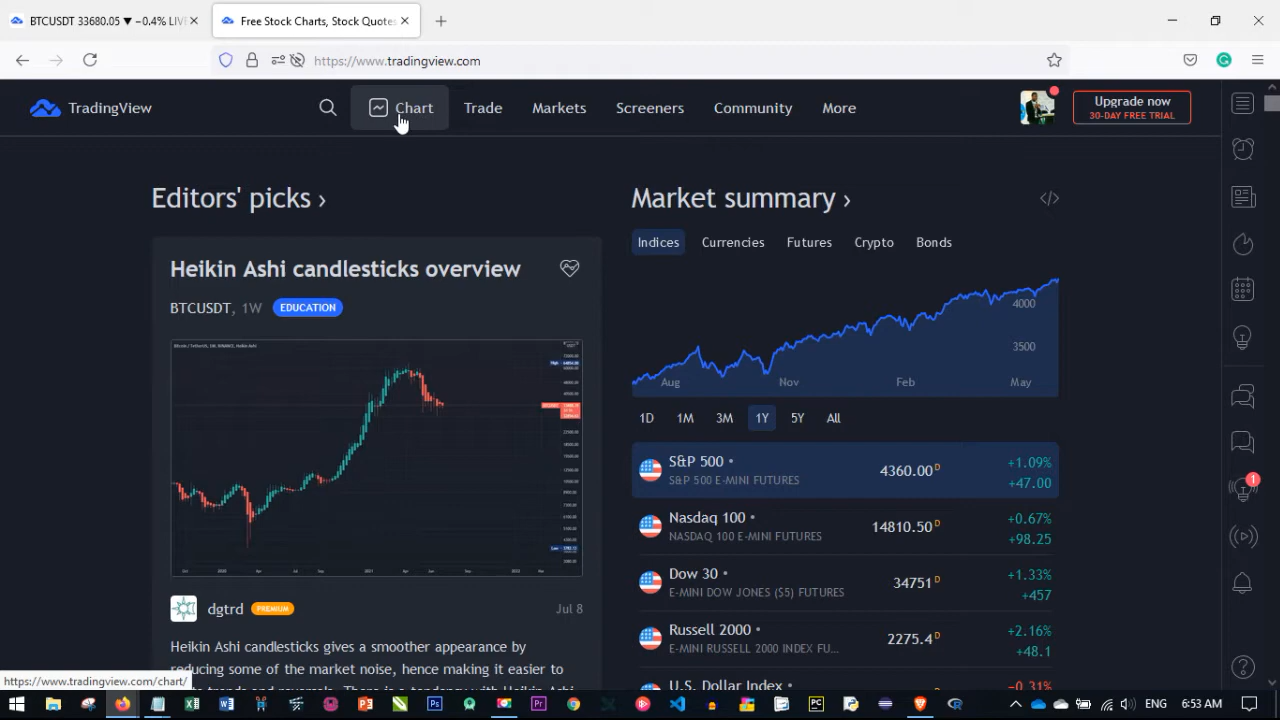 BTCUSDT 33680.05 ▼ −0.4% LIV
Free Stock Charts, Stock Quotes
https://www.tradingview.com
TradingView
Chart
Trade
Markets
Screeners
Community
More
Upgrade now
30-DAY FREE TRIAL
Editors' picks ›
Heikin Ashi candlesticks overview
BTCUSDT, 1W EDUCATION
dgtrd PREMIUM Jul 8
Heikin Ashi candlesticks gives a smoother appearance by
reducing some of the market noise, hence making it easier to
Market summary ›
Indices Currencies Futures Crypto Bonds
4000
3500
Aug Nov Feb May
1D 1M 3M 1Y 5Y All
S&P 500 •
S&P 500 E-MINI FUTURES
4360.00 D
+1.09%
+47.00
Nasdaq 100 •
NASDAQ 100 E-MINI FUTURES
14810.50 D
+0.67%
+98.25
Dow 30 •
E-MINI DOW JONES ($5) FUTURES
34751 D
+1.33%
+457
Russell 2000 •
E-MINI RUSSELL 2000 INDEX FU...
2275.4 D
+2.16%
+48.1
U.S. Dollar Index
−0.31%
1
https://www.tradingview.com/chart/
ENG 6:53 AM